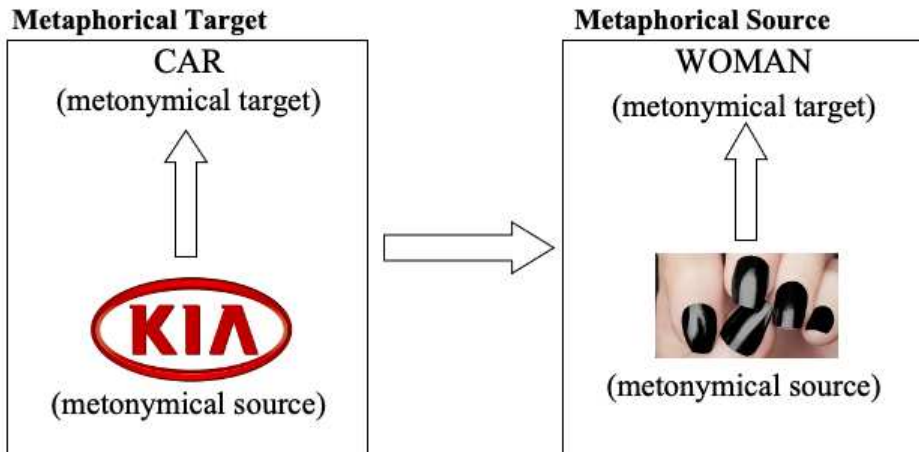 Metaphorical Target
CAR
(metonymical target)
KIA
(metonymical source)
Metaphorical Source
WOMAN
(metonymical target)
(metonymical source)